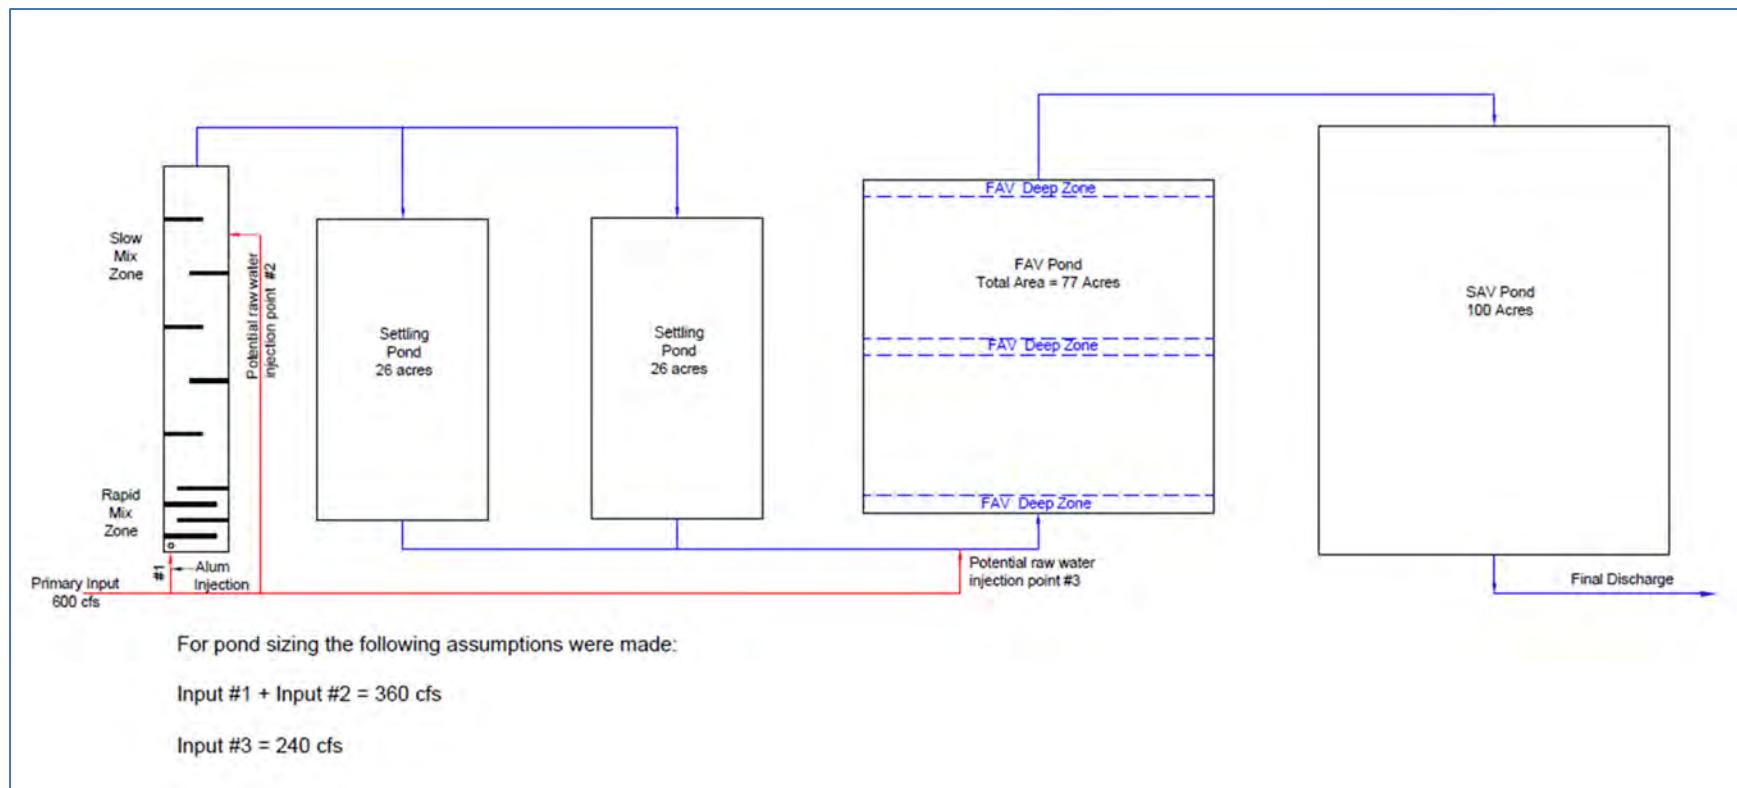 Slow
Mix
Zone
Potential raw water
injection point #2
Rapid
Mix
Zone
#1
Alum
Injection
Primary Input
600 cfs
Settling
Pond
26 acres
Settling
Pond
26 acres
FAV Deep Zone
FAV Pond
Total Area = 77 Acres
FAV Deep Zone
FAV Deep Zone
Potential raw water
injection point #3
SAV Pond
100 Acres
Final Discharge
For pond sizing the following assumptions were made:
Input #1 + Input #2 = 360 cfs
Input #3 = 240 cfs